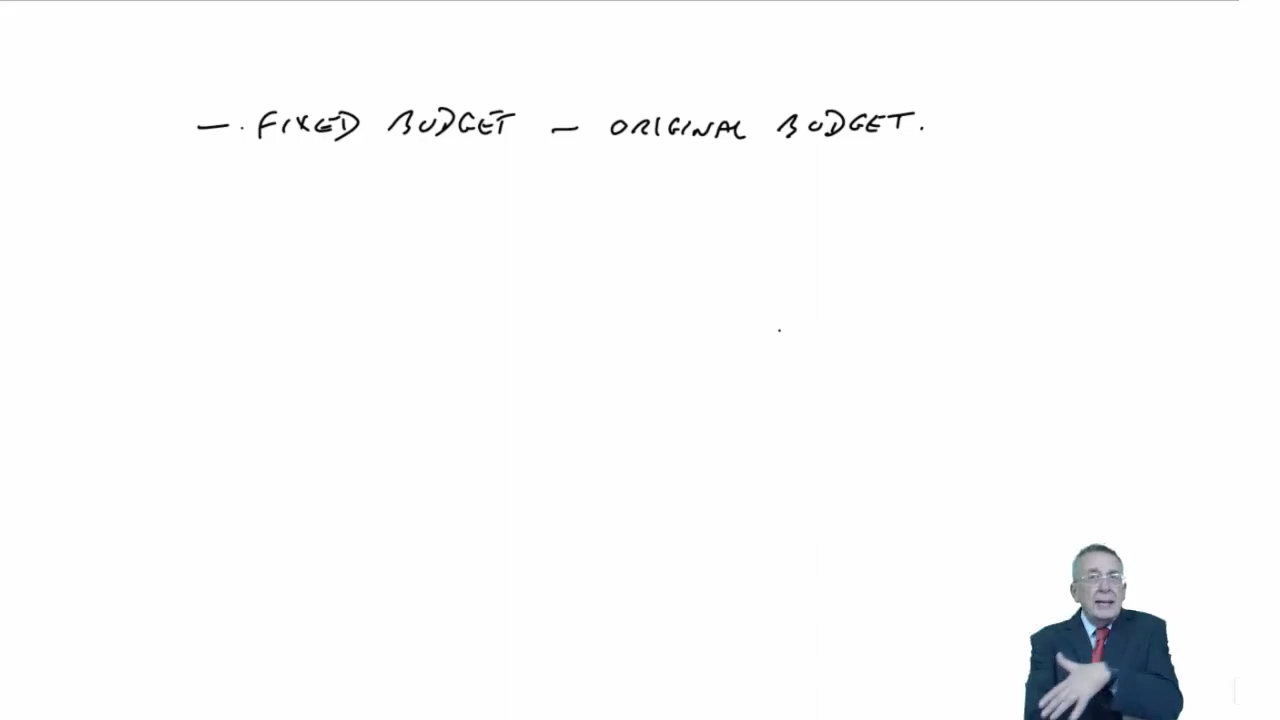 — FIXED BUDGET — ORIGINAL BUDGET.